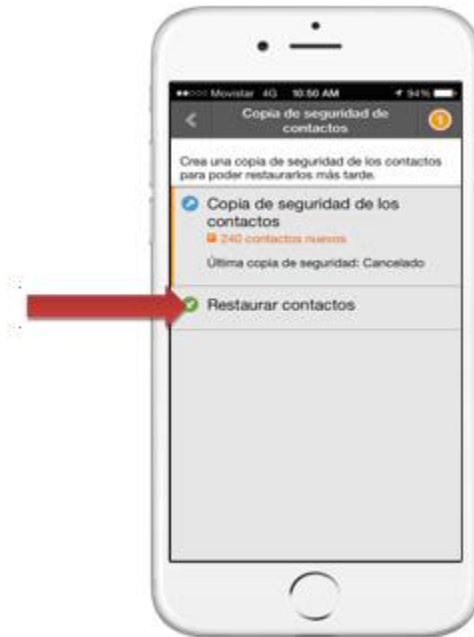 Movistar 4G 10:50 AM 94%
Copia de seguridad de
contactos
1
Crea una copia de seguridad de los contactos
para poder restaurarlos más tarde.
Copia de seguridad de los
contactos
240 contactos nuevos
Última copia de seguridad: Cancelado
Restaurar contactos